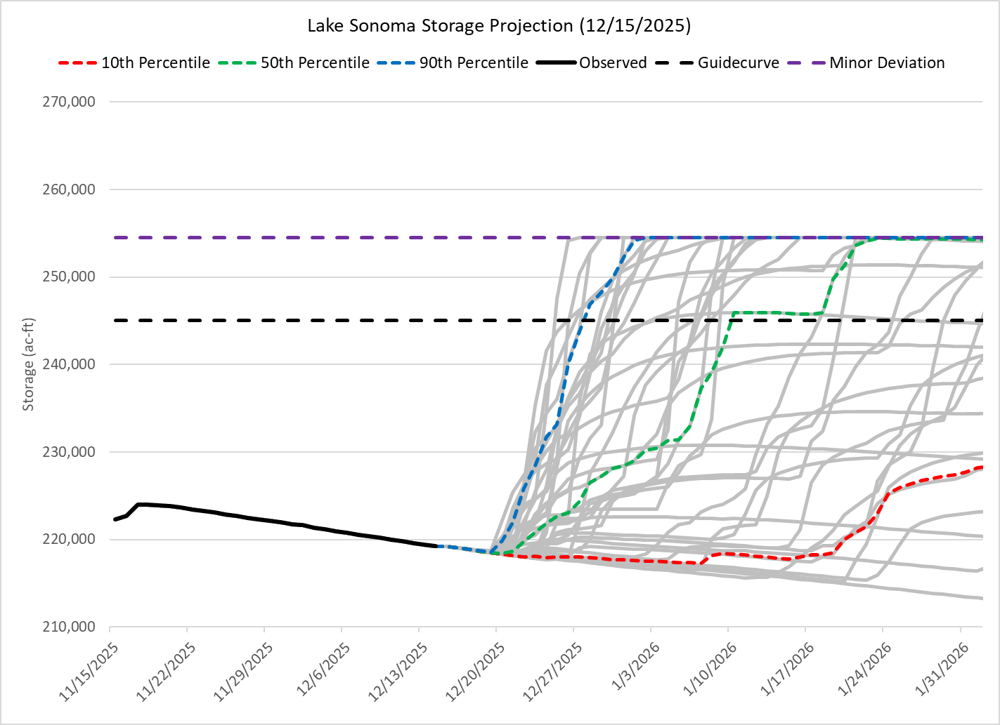 Lake Sonoma Storage Projection (12/15/2025)
10th Percentile 50th Percentile 90th Percentile Observed Guidecurve Minor Deviation
270,000
260,000
250,000
240,000
230,000
220,000
210,000
Storage (ac-ft)
11/15/2025 11/22/2025 11/29/2025 12/6/2025 12/13/2025 12/20/2025 12/27/2025 1/3/2026 1/10/2026 1/17/2026 1/24/2026 1/31/2026